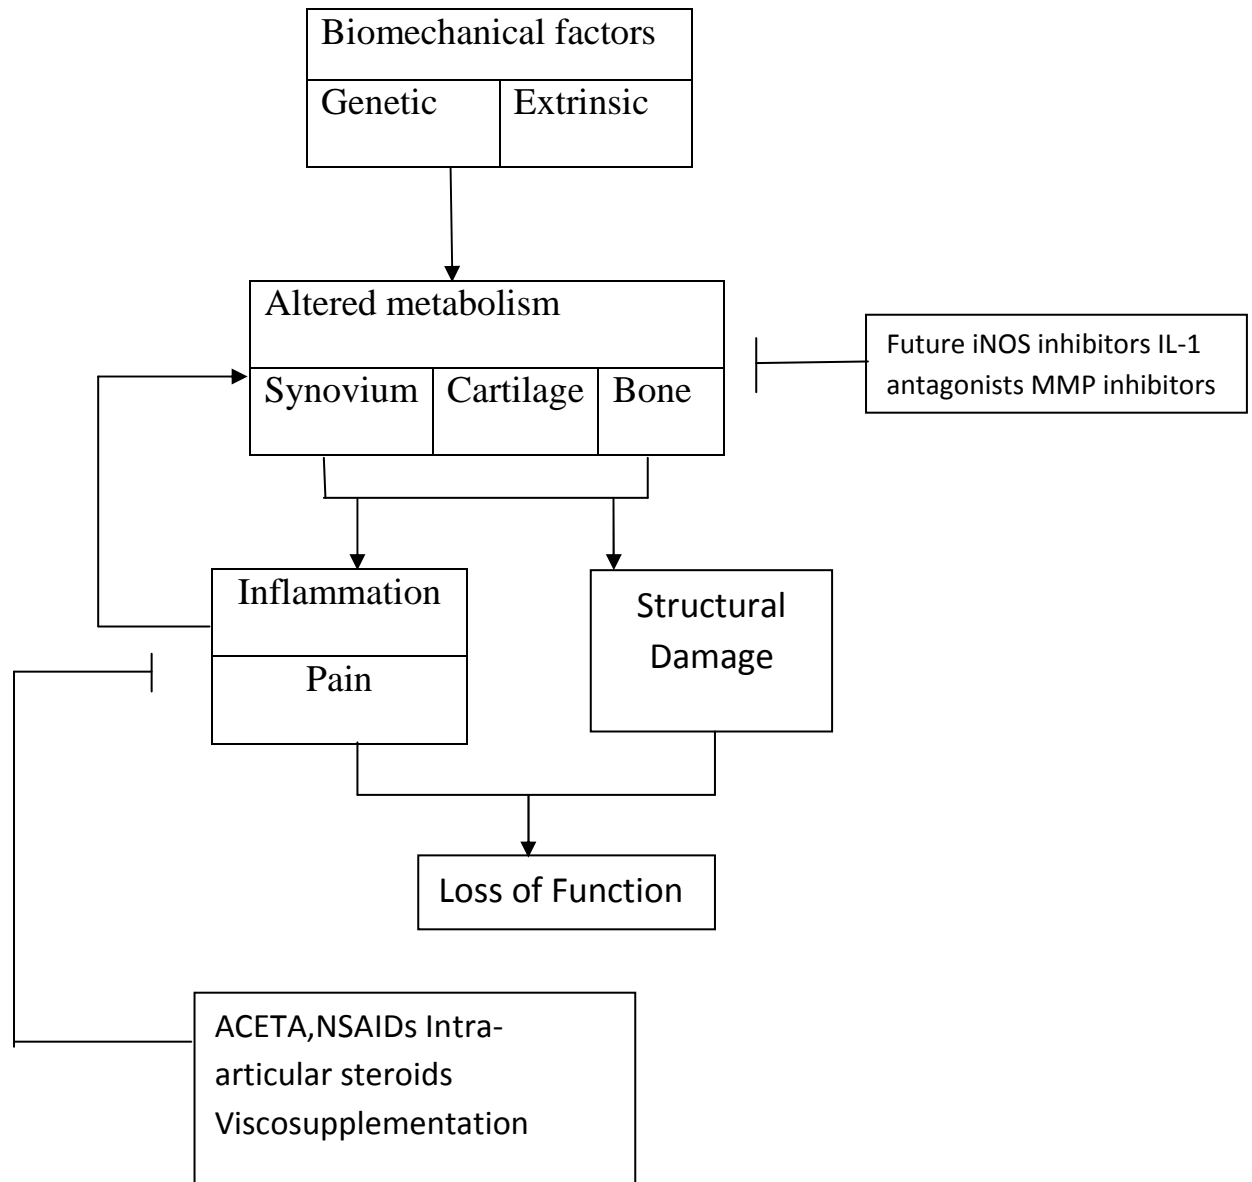 Biomechanical factors
Genetic
Extrinsic
Altered metabolism
Synovium
Cartilage
Bone
Future iNOS inhibitors IL-1
antagonists MMP inhibitors
Inflammation
Pain
Structural
Damage
Loss of Function
ACETA,NSAIDs Intra-
articular steroids
Viscosupplementation